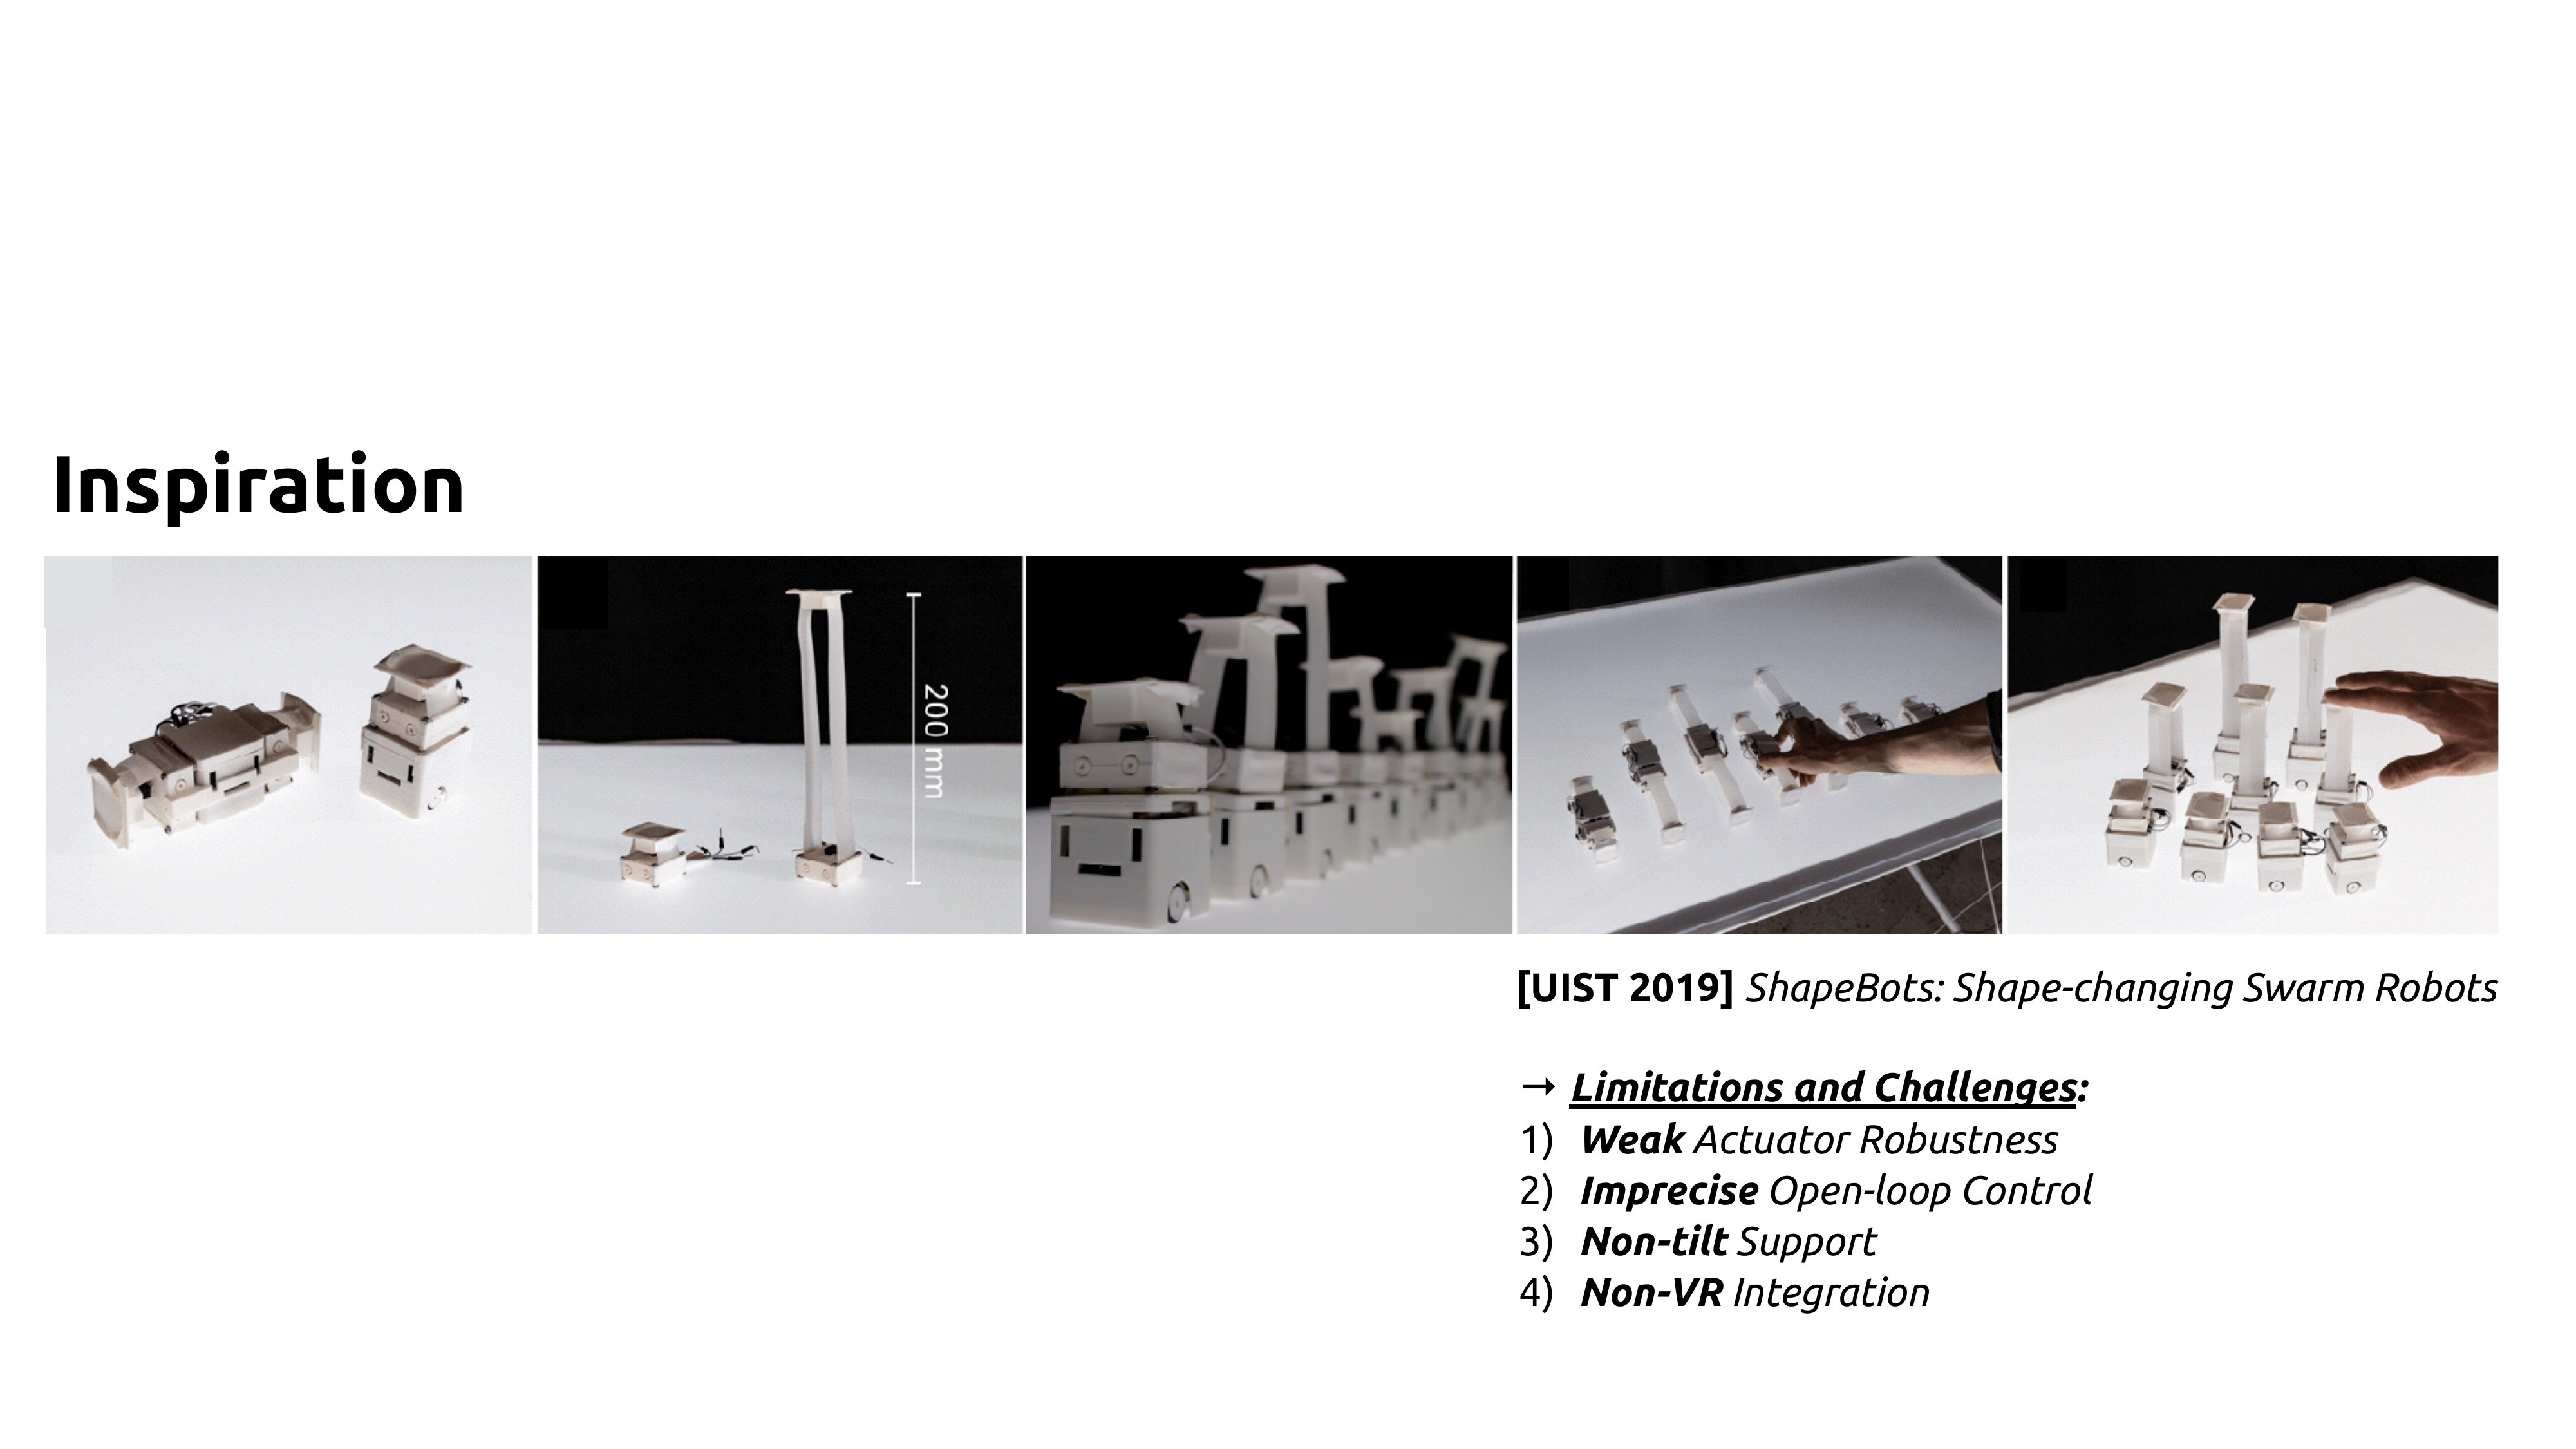 Inspiration
200 mm
[UIST 2019] ShapeBots: Shape-changing Swarm Robots
→ Limitations and Challenges:
1) Weak Actuator Robustness
2) Imprecise Open-loop Control
3) Non-tilt Support
4) Non-VR Integration